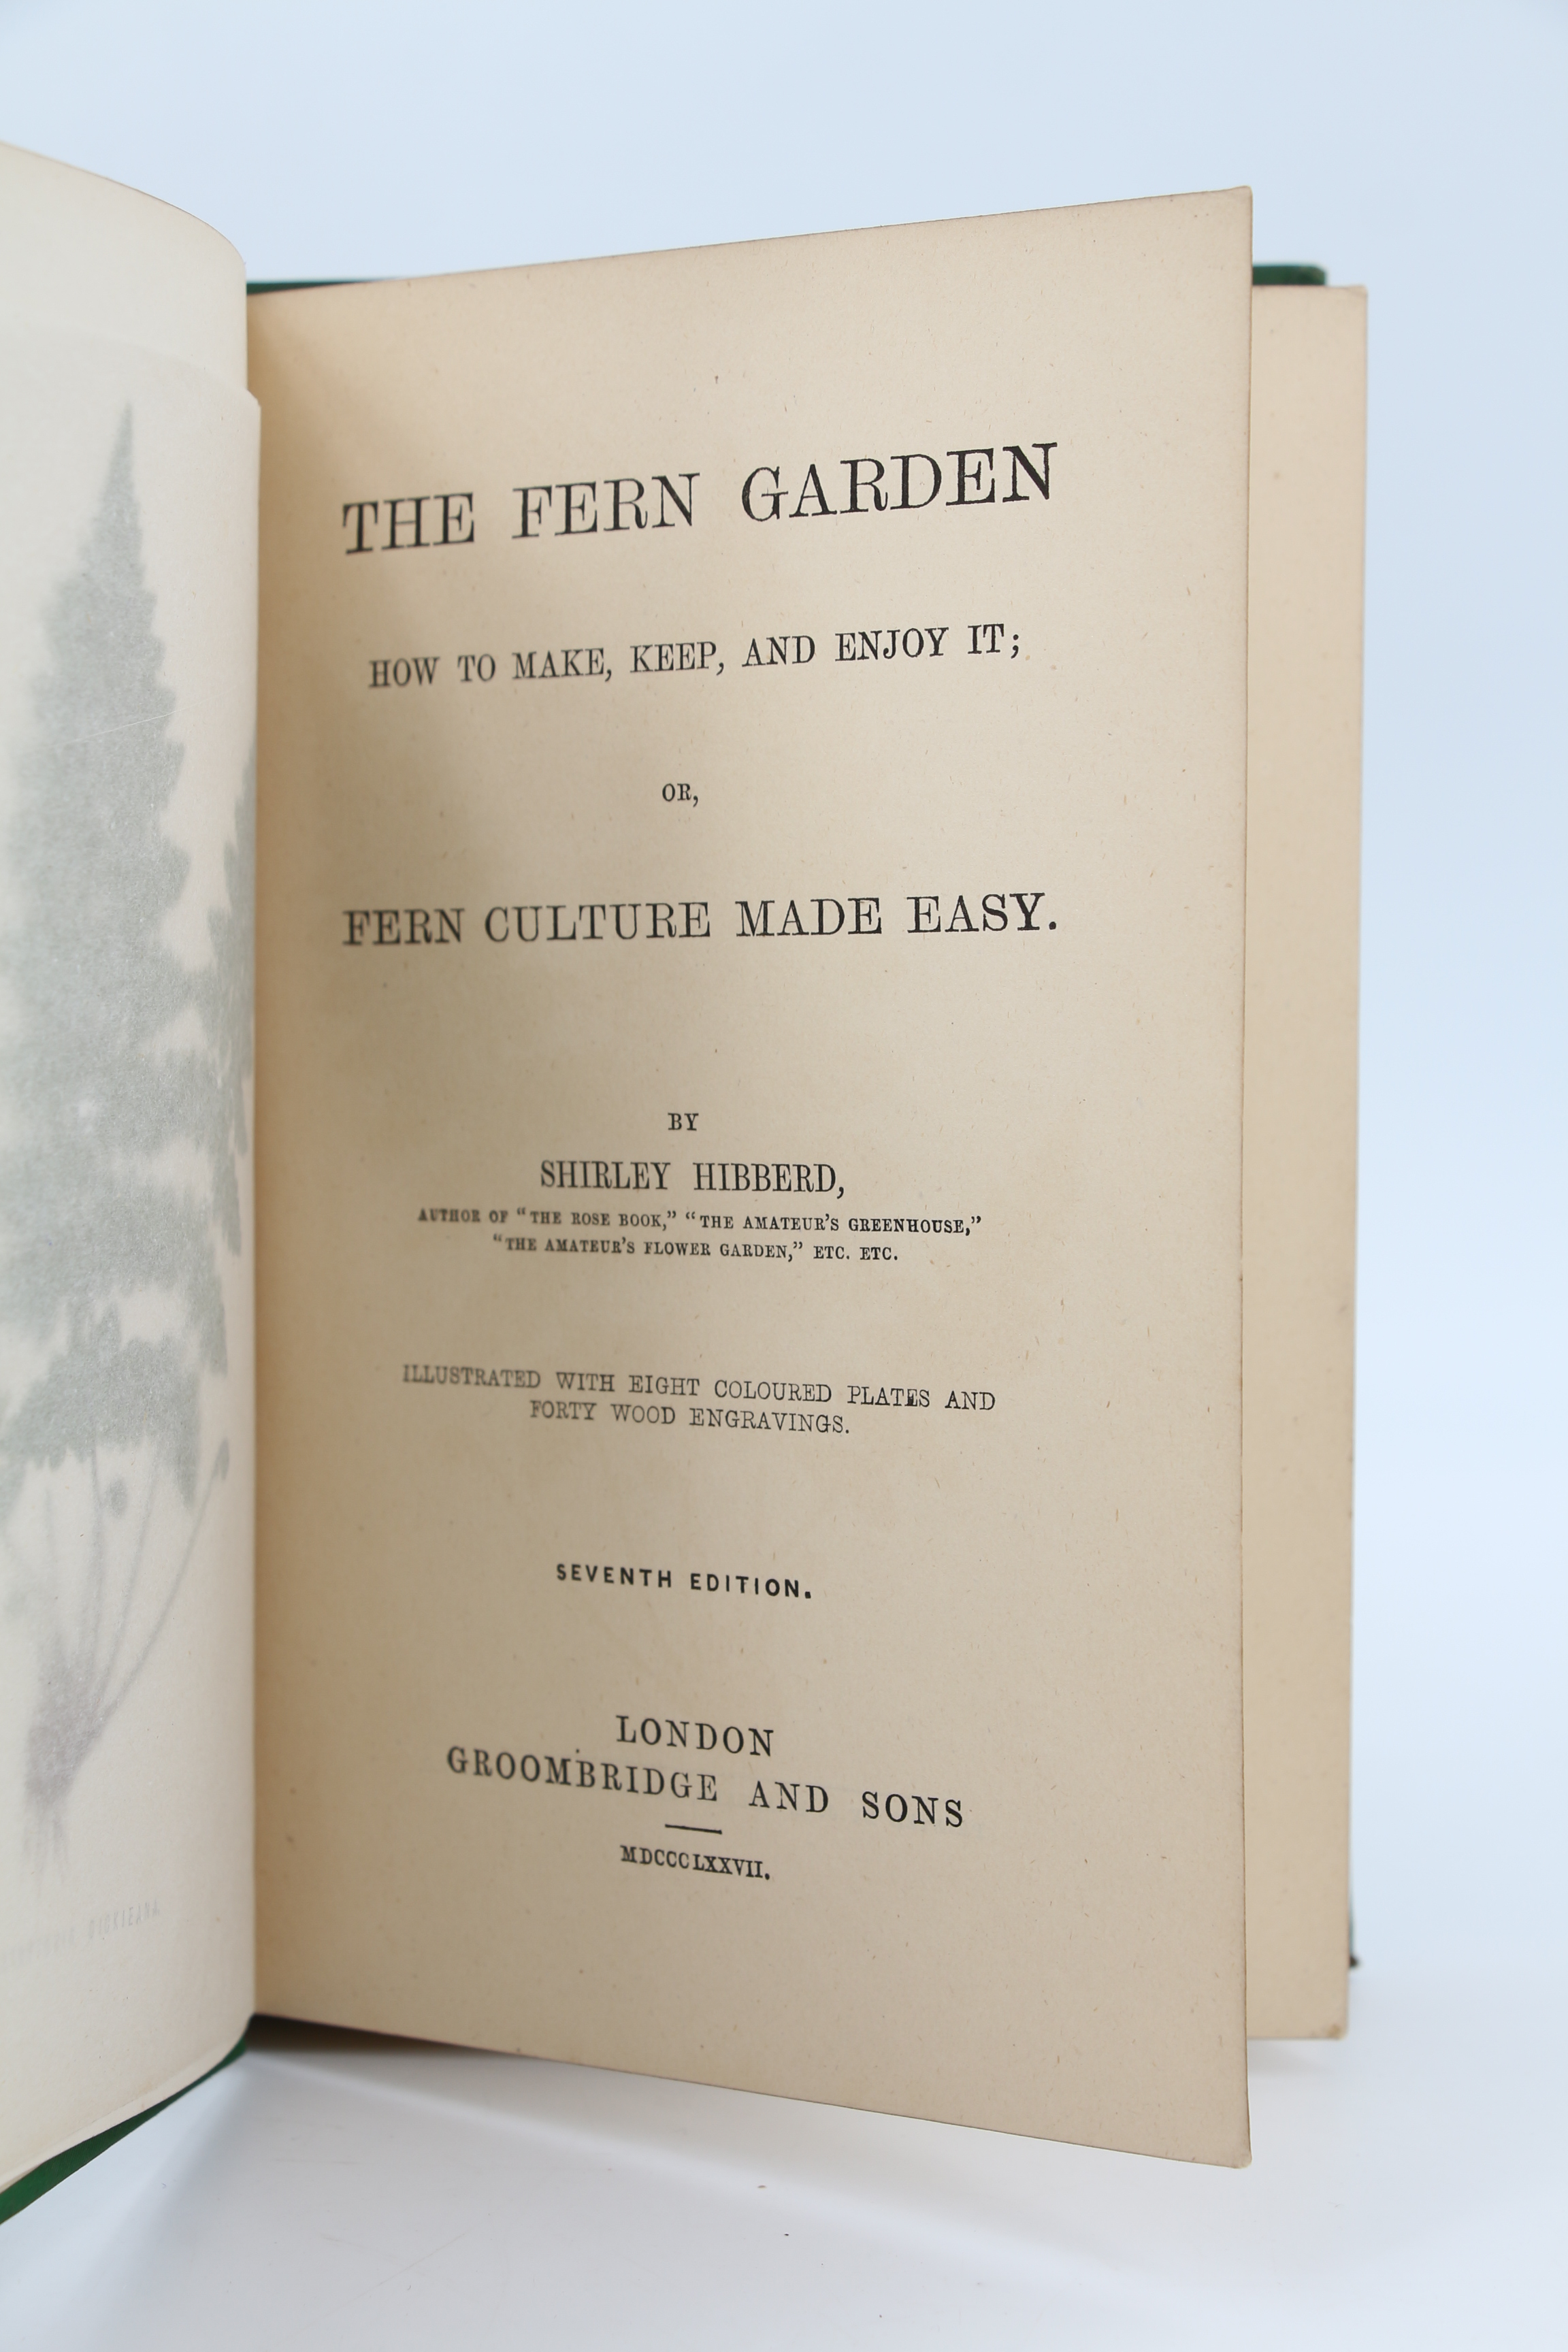 THE FERN GARDEN
HOW TO MAKE, KEEP, AND ENJOY IT;
OR,
FERN CULTURE MADE EASY.
BY
SHIRLEY HIBBERD,
AUTHOR OF "THE ROSE BOOK," "THE AMATEUR'S GREENHOUSE,"
"THE AMATEUR'S FLOWER GARDEN," ETC. ETC.
ILLUSTRATED WITH EIGHT COLOURED PLATES AND
FORTY WOOD ENGRAVINGS.
SEVENTH EDITION.
LONDON
GROOMBRIDGE AND SONS
MDCCCLXXVII.